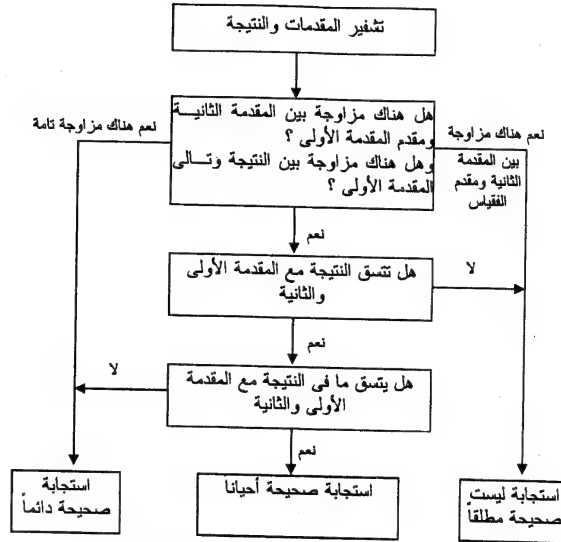 تشفير المقدمات والنتيجة
هل هناك مزاوجة بين المقدمة الثانيـــة
ومقدم المقدمة الأولى ؟
وهل هناك مزاوجة بين النتيجة وتـــالى
المقدمة الأولى ؟
نعم هناك مزاوجة تامة
نعم هناك مزاوجة
بين المقدمة
الثانية ومقدم
الفقياس
نعم
هل تتسق النتيجة مع المقدمة الأولى
والثانية
لا
نعم
هل يتسق ما فى النتيجة مع المقدمة
الأولى والثانية
لا
نعم
استجابة
صحيحة دائماً
استجابة صحيحة أحيانا
استجابة ليست
صحيحة مطلقاً